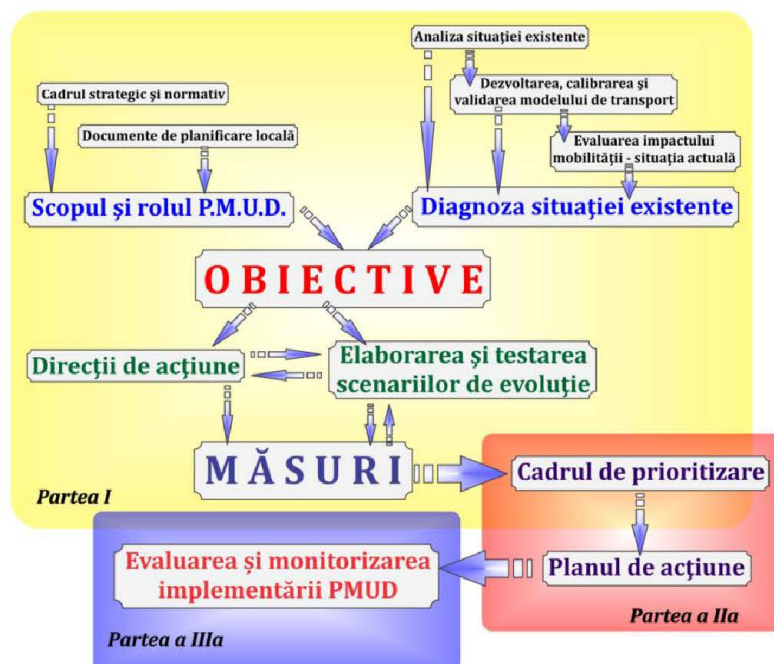 Analiza situației existente
Cadrul strategic și normativ
Dezvoltarea, calibrarea și
validarea modelului de transport
Documente de planificare locală
Evaluarea impactului
mobilității - situația actuală
Scopul și rolul P.M.U.D.
Diagnoza situației existente
O B I E C T I V E
Direcții de acțiune
Elaborarea și testarea
scenariilor de evoluție
M Ă S U R I
Cadrul de prioritizare
Partea I
Evaluarea și monitorizarea
implementării PMUD
Planul de acțiune
Partea a IIa
Partea a IIIa